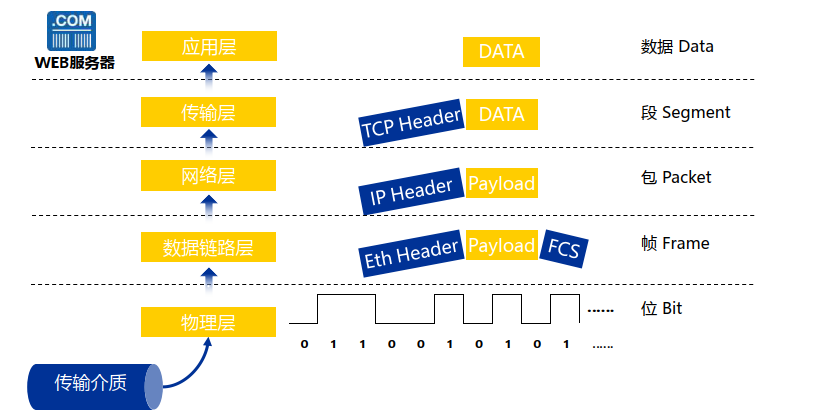 .COM
WEB服务器
应用层
DATA
数据 Data
传输层
TCP Header
DATA
段 Segment
网络层
IP Header
Payload
包 Packet
数据链路层
Eth Header
Payload
FCS
帧 Frame
物理层
......
位 Bit
0 1 1 0 0 1 0 1 0 1 ......
传输介质